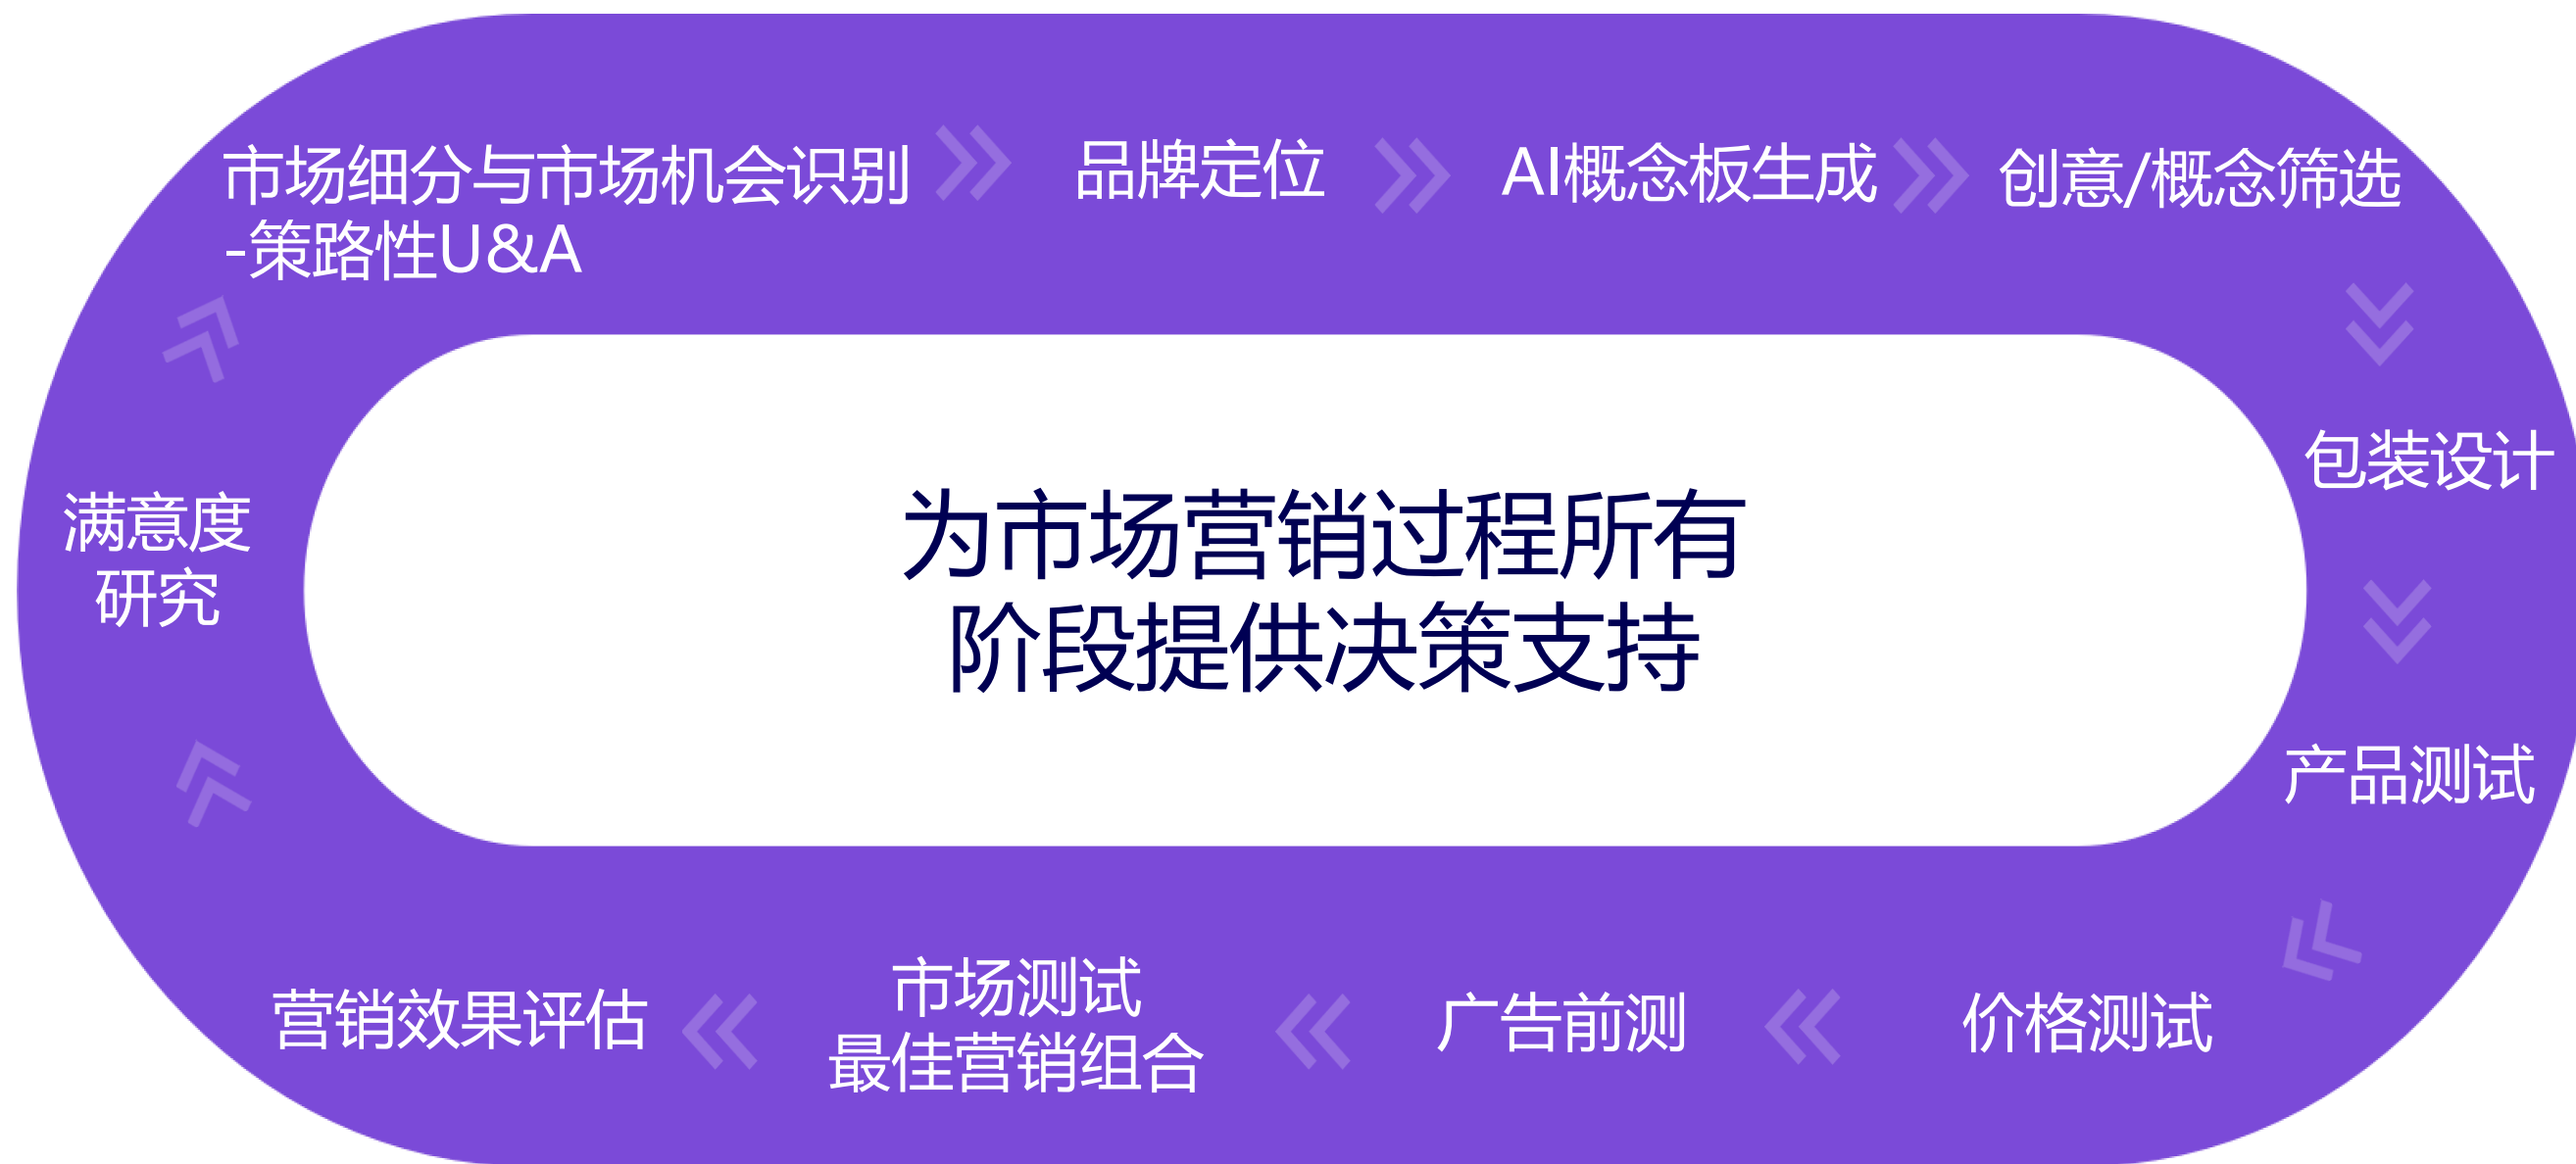 市场细分与市场机会识别
-策略性U&A
品牌定位
AI概念板生成
创意/概念筛选
包装设计
产品测试
价格测试
广告前测
市场测试
最佳营销组合
营销效果评估
满意度
研究
为市场营销过程所有
阶段提供决策支持